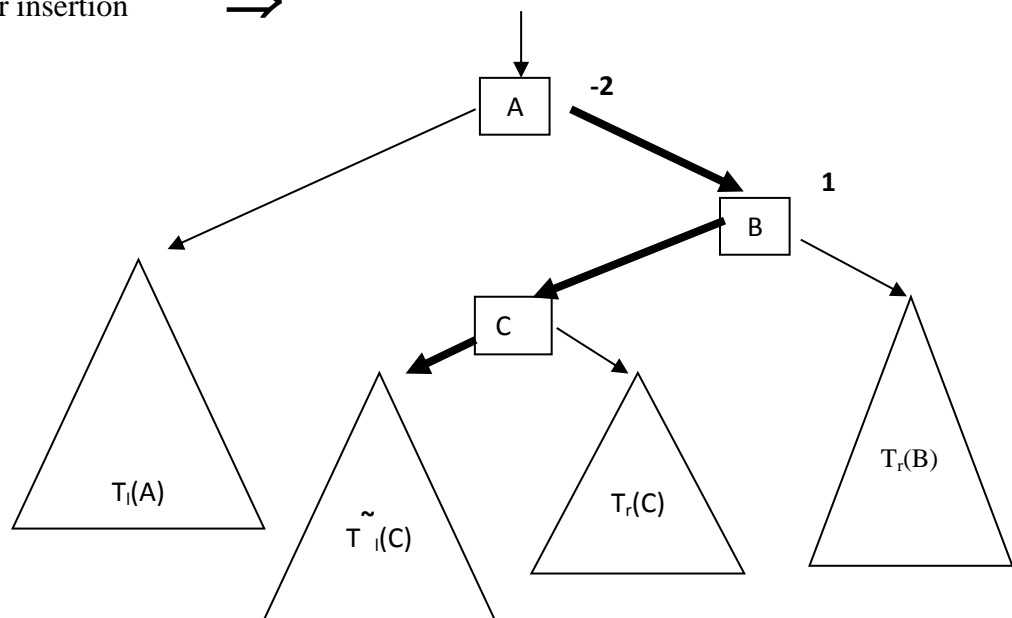 r insertion ⇒
-2
A
1
B
C
Tₗ(A)
T̃ₗ(C)
Tᵣ(C)
Tᵣ(B)